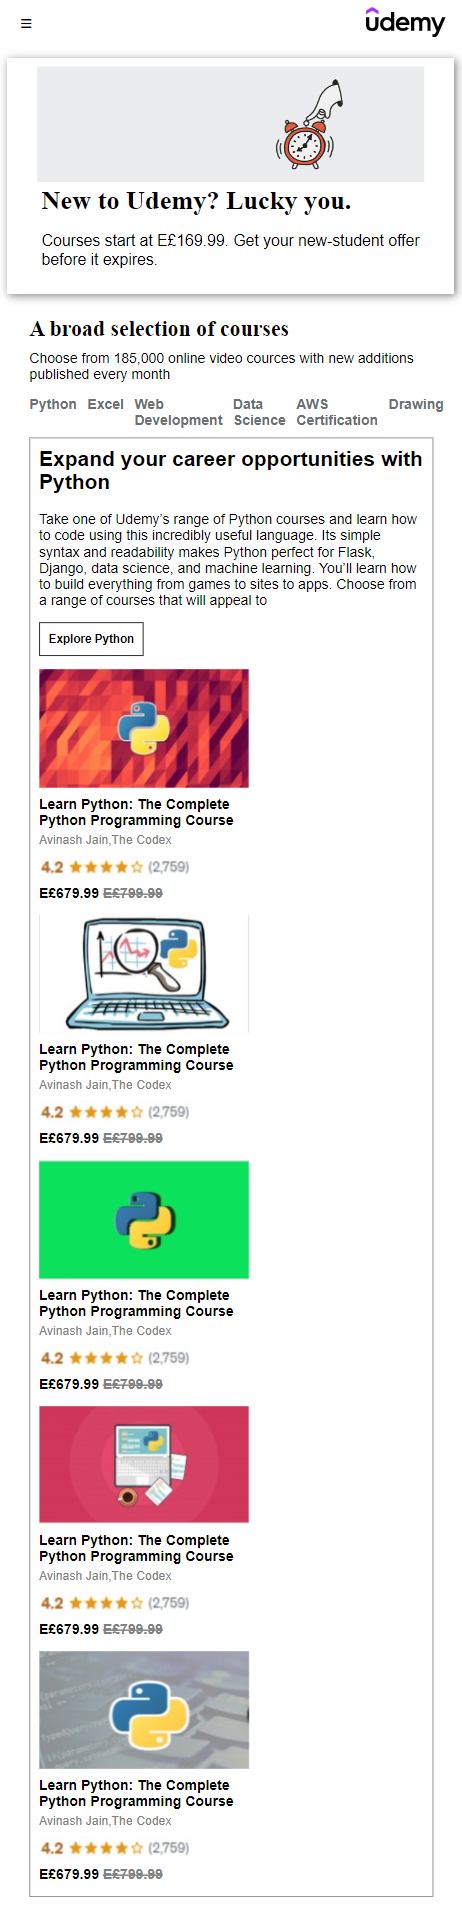 ☰ udemy
New to Udemy? Lucky you.
Courses start at E£169.99. Get your new-student offer
before it expires.
A broad selection of courses
Choose from 185,000 online video cources with new additions
published every month
Python Excel Web Development Data Science AWS Certification Drawing
Expand your career opportunities with
Python
Take one of Udemy’s range of Python courses and learn how
to code using this incredibly useful language. Its simple
syntax and readability makes Python perfect for Flask,
Django, data science, and machine learning. You’ll learn how
to build everything from games to sites to apps. Choose from
a range of courses that will appeal to
Explore Python
Learn Python: The Complete
Python Programming Course
Avinash Jain,The Codex
4.2 ★★★★☆ (2,759)
E£679.99 E£799.99
Learn Python: The Complete
Python Programming Course
Avinash Jain,The Codex
4.2 ★★★★☆ (2,759)
E£679.99 E£799.99
Learn Python: The Complete
Python Programming Course
Avinash Jain,The Codex
4.2 ★★★★☆ (2,759)
E£679.99 E£799.99
Learn Python: The Complete
Python Programming Course
Avinash Jain,The Codex
4.2 ★★★★☆ (2,759)
E£679.99 E£799.99
Learn Python: The Complete
Python Programming Course
Avinash Jain,The Codex
4.2 ★★★★☆ (2,759)
E£679.99 E£799.99